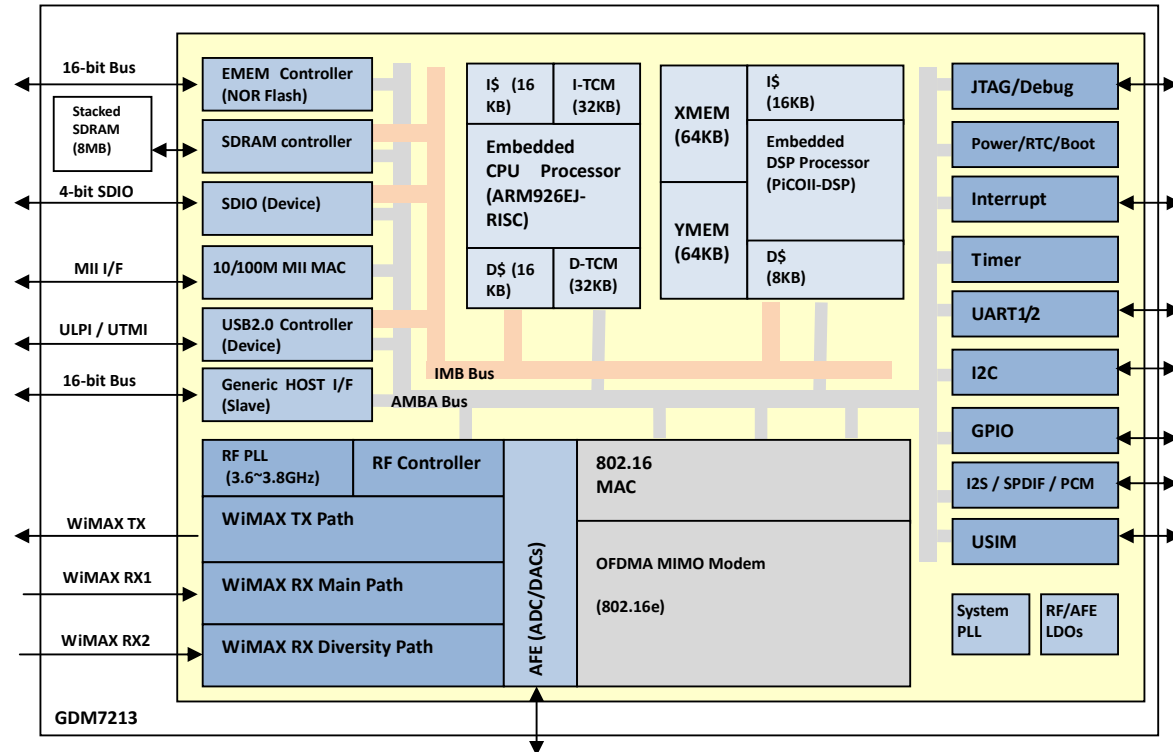 16-bit Bus
Stacked
SDRAM
(8MB)
4-bit SDIO
MII I/F
ULPI / UTMI
16-bit Bus
WiMAX TX
WiMAX RX1
WiMAX RX2
EMEM Controller
(NOR Flash)
SDRAM controller
SDIO (Device)
10/100M MII MAC
USB2.0 Controller
(Device)
Generic HOST I/F
(Slave)
I$ (16
KB)
I-TCM
(32KB)
Embedded
CPU Processor
(ARM926EJ-
RISC)
D$ (16
KB)
D-TCM
(32KB)
XMEM
(64KB)
YMEM
(64KB)
I$
(16KB)
Embedded
DSP Processor
(PiCOII-DSP)
D$
(8KB)
IMB Bus
AMBA Bus
JTAG/Debug
Power/RTC/Boot
Interrupt
Timer
UART1/2
I2C
GPIO
I2S / SPDIF / PCM
USIM
System
PLL
RF/AFE
LDOs
RF PLL
(3.6~3.8GHz)
RF Controller
WiMAX TX Path
WiMAX RX Main Path
WiMAX RX Diversity Path
AFE (ADC/DACs)
802.16
MAC
OFDMA MIMO Modem
(802.16e)
GDM7213